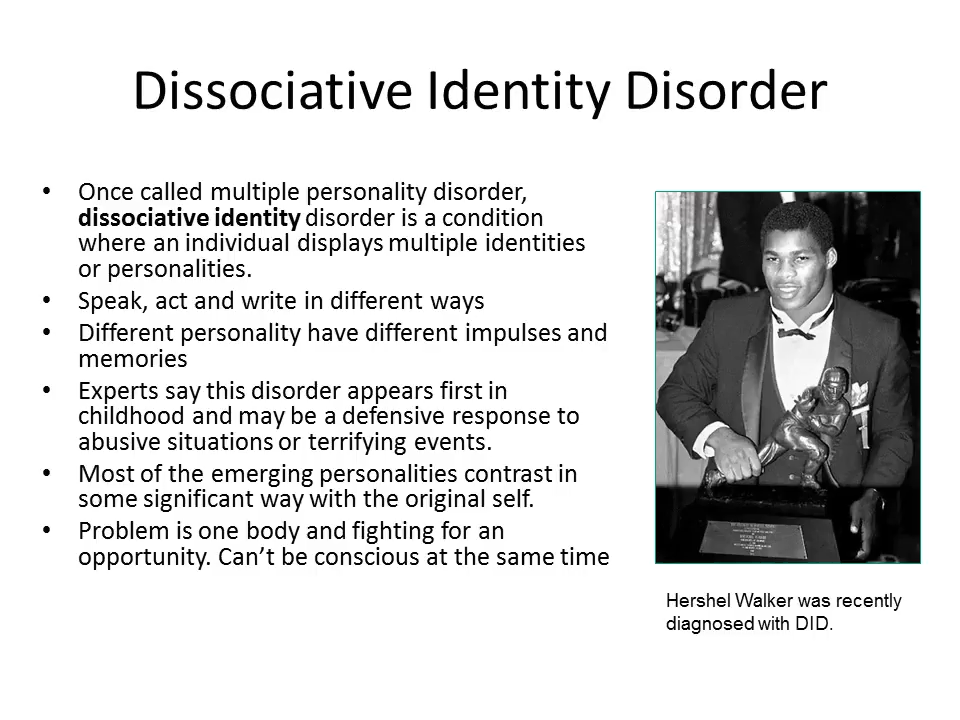 Dissociative Identity Disorder
• Once called multiple personality disorder,
dissociative identity disorder is a condition
where an individual displays multiple identities
or personalities.
• Speak, act and write in different ways
• Different personality have different impulses and
memories
• Experts say this disorder appears first in
childhood and may be a defensive response to
abusive situations or terrifying events.
• Most of the emerging personalities contrast in
some significant way with the original self.
• Problem is one body and fighting for an
opportunity. Can’t be conscious at the same time
Hershel Walker was recently
diagnosed with DID.